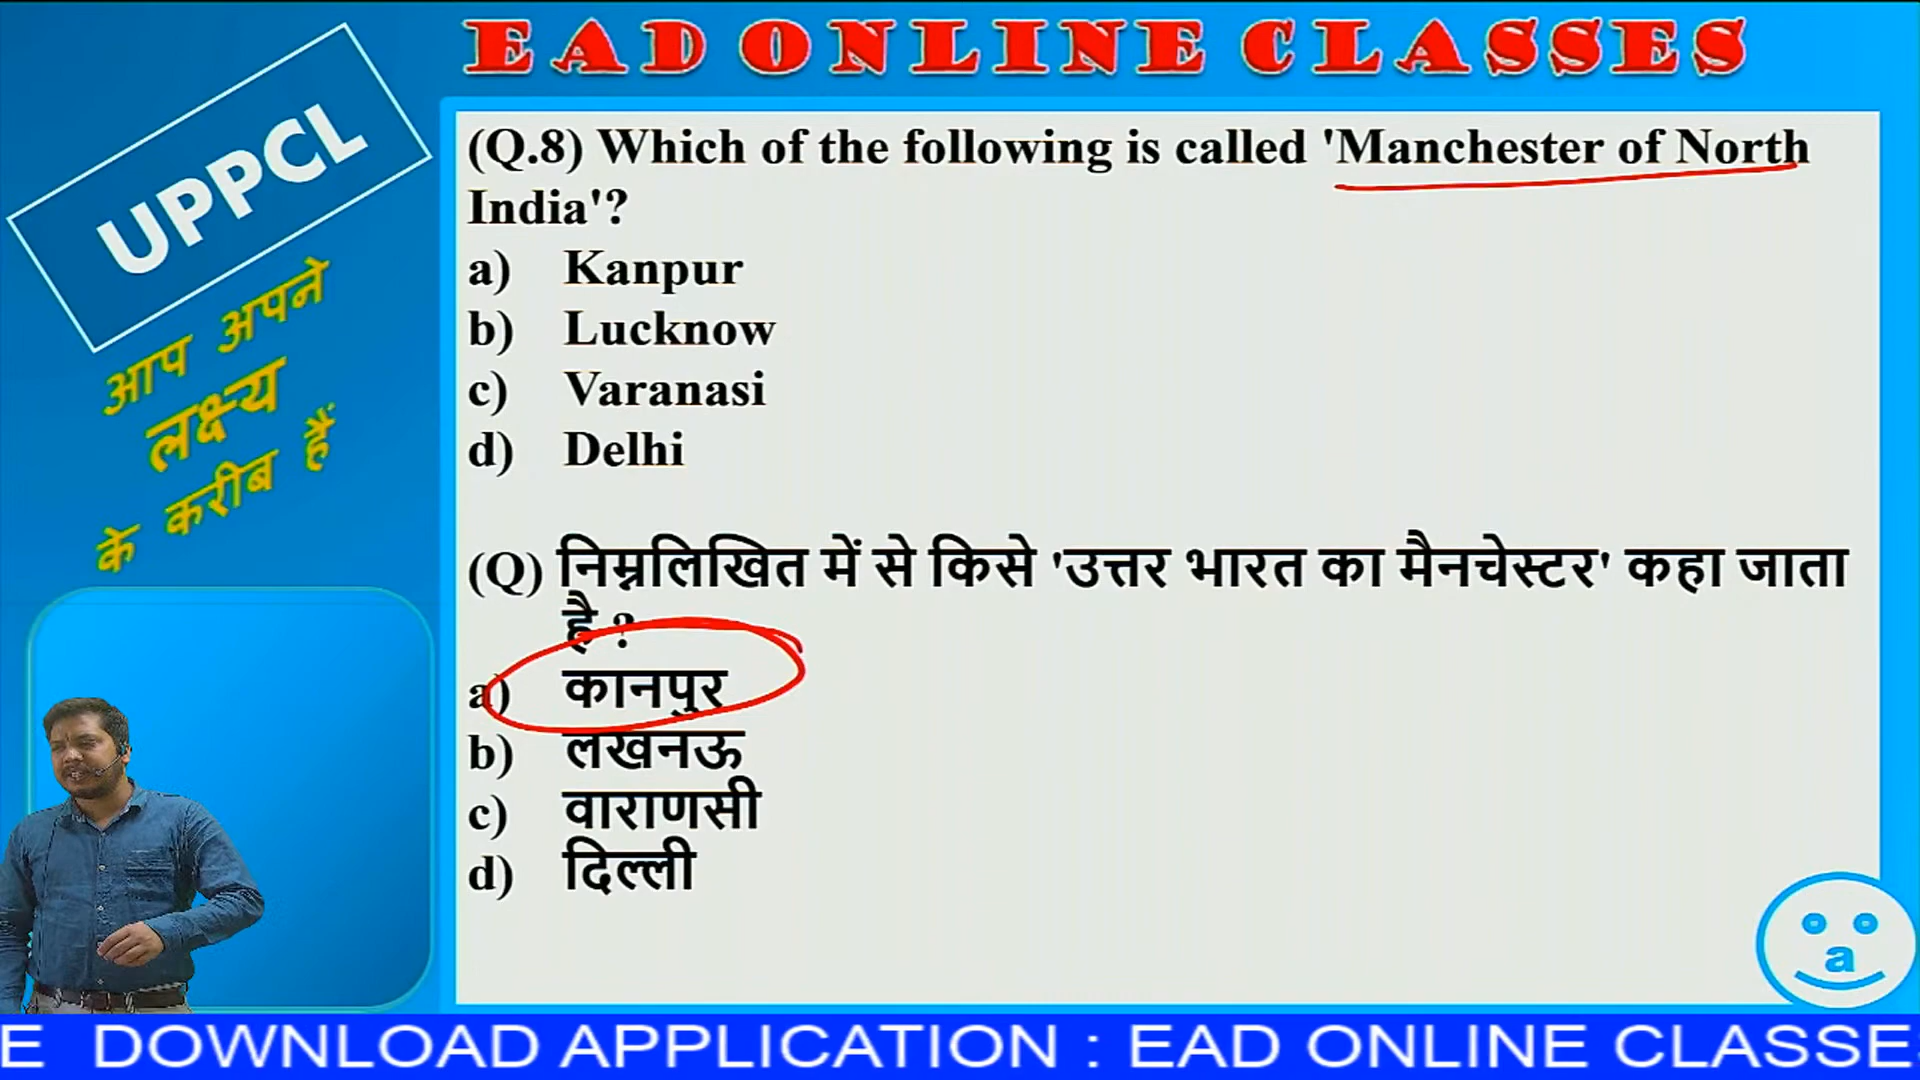 EAD ONLINE CLASSES
UPPCL
आप अपने
लक्ष्य
के करीब हैं
(Q.8) Which of the following is called 'Manchester of North
India'?
a) Kanpur
b) Lucknow
c) Varanasi
d) Delhi
(Q) निम्नलिखित में से किसे 'उत्तर भारत का मैनचेस्टर' कहा जाता
है ?
a) कानपुर
b) लखनऊ
c) वाराणसी
d) दिल्ली
a
E DOWNLOAD APPLICATION : EAD ONLINE CLASSE